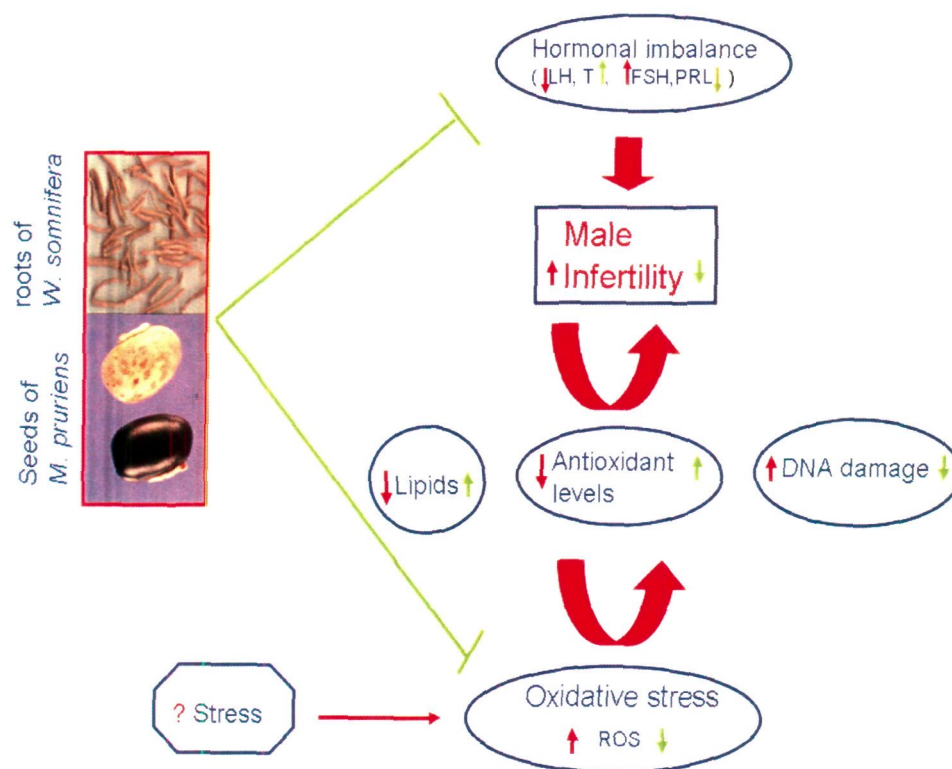 Hormonal imbalance
(↓LH, T↑, ↑FSH,PRL↓)
roots of
W. somnifera
Male
↑Infertility↓
Seeds of
M. pruriens
↓Lipids↑
↓Antioxidant↑
levels
↑DNA damage↓
? Stress
Oxidative stress
↑ ROS ↓